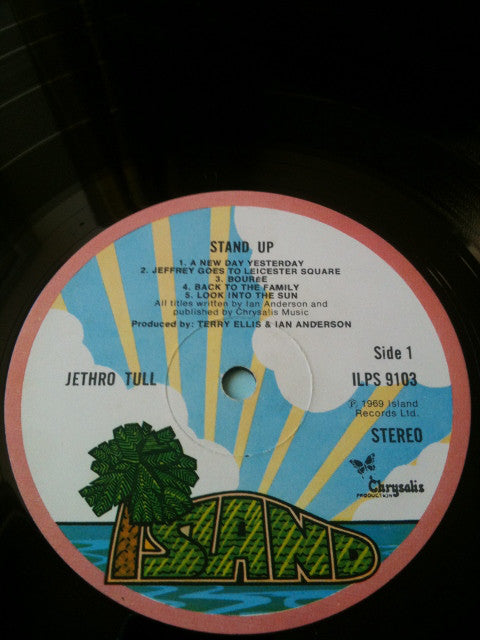 STAND UP
1. A NEW DAY YESTERDAY
2. JEFFREY GOES TO LEICESTER SQUARE
3. BOUREE
4. BACK TO THE FAMILY
5. LOOK INTO THE SUN
All titles written by Ian Anderson and
published by Chrysalis Music
Produced by: TERRY ELLIS & IAN ANDERSON
Side 1
JETHRO TULL
ILPS 9103
℗ 1969 Island
Records Ltd.
STEREO
Chrysalis
PRODUCTION
ISLAND